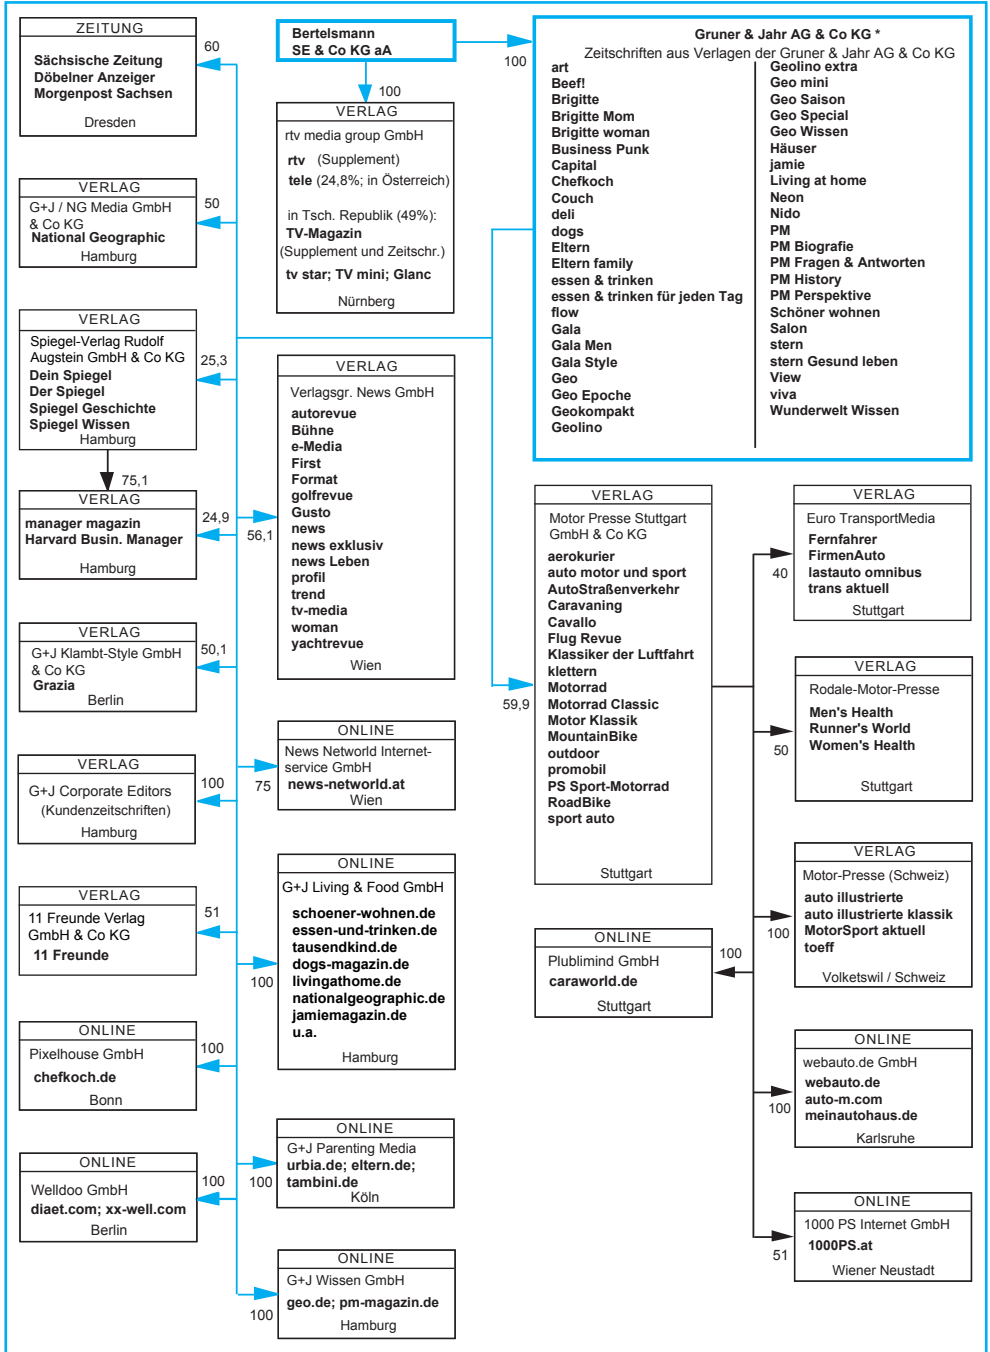 Bertelsmann
SE & Co KG aA
100
100
Gruner & Jahr AG & Co KG *
Zeitschriften aus Verlagen der Gruner & Jahr AG & Co KG
art
Beef!
Brigitte
Brigitte Mom
Brigitte woman
Business Punk
Capital
Chefkoch
Couch
deli
dogs
Eltern
Eltern family
essen & trinken
essen & trinken für jeden Tag
flow
Gala
Gala Men
Gala Style
Geo
Geo Epoche
Geokompakt
Geolino
Geolino extra
Geo mini
Geo Saison
Geo Special
Geo Wissen
Häuser
jamie
Living at home
Neon
Nido
PM
PM Biografie
PM Fragen & Antworten
PM History
PM Perspektive
Schöner wohnen
Salon
stern
stern Gesund leben
View
viva
Wunderwelt Wissen
ZEITUNG
60
Sächsische Zeitung
Döbelner Anzeiger
Morgenpost Sachsen
Dresden
VERLAG
50
G+J / NG Media GmbH
& Co KG
National Geographic
Hamburg
VERLAG
25,3
Spiegel-Verlag Rudolf
Augstein GmbH & Co KG
Dein Spiegel
Der Spiegel
Spiegel Geschichte
Spiegel Wissen
Hamburg
75,1
VERLAG
24,9
manager magazin
Harvard Busin. Manager
Hamburg
VERLAG
50,1
G+J Klambt-Style GmbH
& Co KG
Grazia
Berlin
VERLAG
100
G+J Corporate Editors
(Kundenzeitschriften)
Hamburg
VERLAG
51
11 Freunde Verlag
GmbH & Co KG
11 Freunde
ONLINE
100
Pixelhouse GmbH
chefkoch.de
Bonn
ONLINE
100
Welldoo GmbH
diaet.com; xx-well.com
Berlin
VERLAG
rtv media group GmbH
rtv (Supplement)
tele (24,8%; in Österreich)
in Tsch. Republik (49%):
TV-Magazin
(Supplement und Zeitschr.)
tv star; TV mini; Glanc
Nürnberg
VERLAG
56,1
Verlagsgr. News GmbH
autorevue
Bühne
e-Media
First
Format
golfrevue
Gusto
news
news exklusiv
news Leben
profil
trend
tv-media
woman
yachtrevue
Wien
ONLINE
75
News Networld Internet-
service GmbH
news-networld.at
Wien
ONLINE
100
G+J Living & Food GmbH
schoener-wohnen.de
essen-und-trinken.de
tausendkind.de
dogs-magazin.de
livingathome.de
nationalgeographic.de
jamiemagazin.de
u.a.
Hamburg
ONLINE
100
G+J Parenting Media
urbia.de; eltern.de;
tambini.de
Köln
ONLINE
100
G+J Wissen GmbH
geo.de; pm-magazin.de
Hamburg
VERLAG
59,9
Motor Presse Stuttgart
GmbH & Co KG
aerokurier
auto motor und sport
AutoStraßenverkehr
Caravaning
Cavallo
Flug Revue
Klassiker der Luftfahrt
klettern
Motorrad
Motorrad Classic
Motor Klassik
MountainBike
outdoor
promobil
PS Sport-Motorrad
RoadBike
sport auto
Stuttgart
ONLINE
100
Plublimind GmbH
caraworld.de
Stuttgart
VERLAG
40
Euro TransportMedia
Fernfahrer
FirmenAuto
lastauto omnibus
trans aktuell
Stuttgart
VERLAG
50
Rodale-Motor-Presse
Men's Health
Runner's World
Women's Health
Stuttgart
VERLAG
100
Motor-Presse (Schweiz)
auto illustrierte
auto illustrierte klassik
MotorSport aktuell
toeff
Volketswil / Schweiz
ONLINE
100
webauto.de GmbH
webauto.de
auto-m.com
meinautohaus.de
Karlsruhe
ONLINE
51
1000 PS Internet GmbH
1000PS.at
Wiener Neustadt